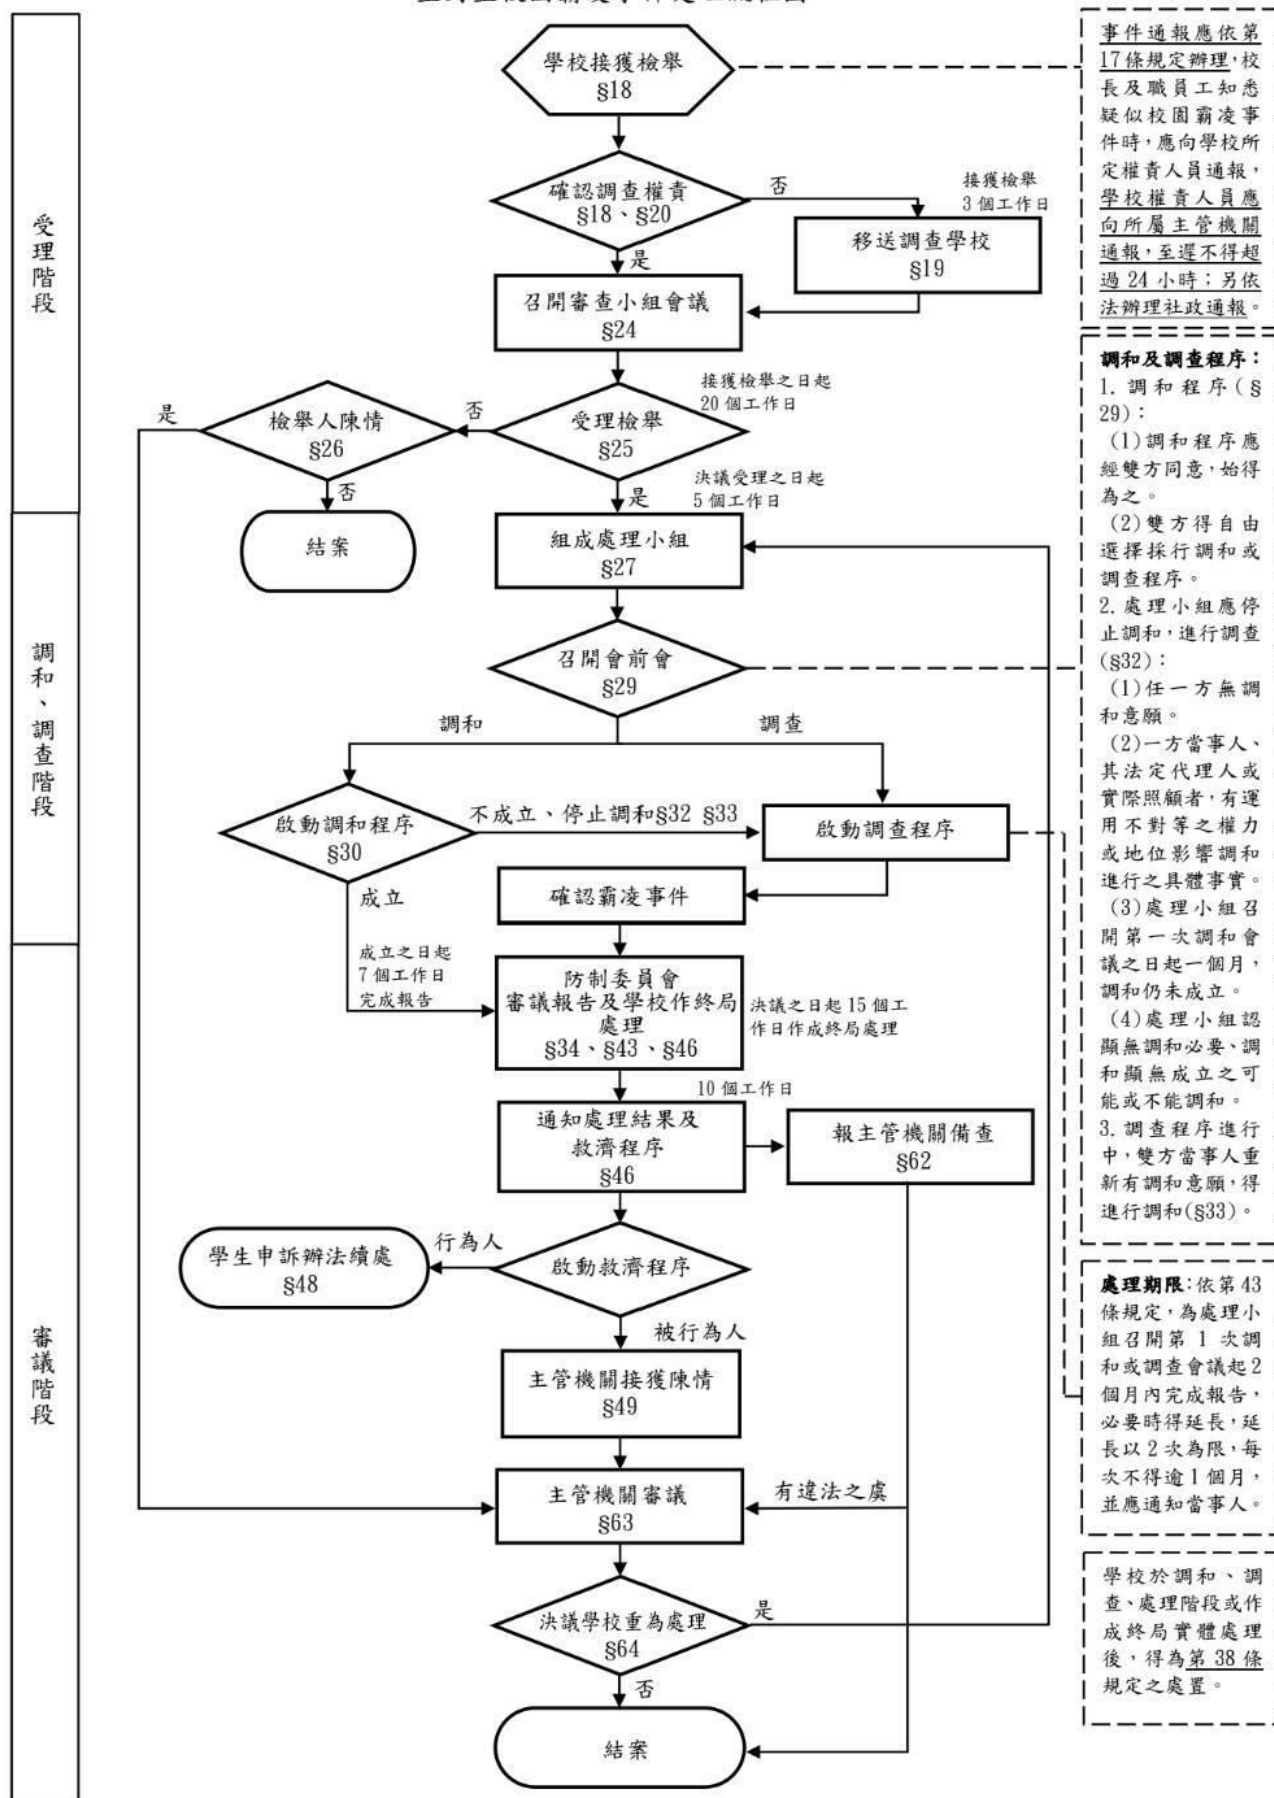 學校接獲檢舉
§18
確認調查權責
§18、§20
否
接獲檢舉
3 個工作日
移送調查學校
§19
是
召開審查小組會議
§24
受理階段
接獲檢舉之日起
20 個工作日
受理檢舉
§25
否
檢舉人陳情
§26
是
否
結案
決議受理之日起
5 個工作日
是
組成處理小組
§27
調和、調查階段
召開會前會
§29
調和
調查
啟動調和程序
§30
不成立、停止調和§32 §33
啟動調查程序
成立
確認霸凌事件
成立之日起
7 個工作日
完成報告
防制委員會
審議報告及學校作終局
處理
§34、§43、§46
決議之日起 15 個工
作日作成終局處理
10 個工作日
通知處理結果及
救濟程序
§46
報主管機關備查
§62
審議階段
啟動救濟程序
行為人
學生申訴辦法續處
§48
被行為人
主管機關接獲陳情
§49
主管機關審議
§63
有違法之虞
決議學校重為處理
§64
是
否
結案
事件通報應依第
17條規定辦理,校
長及職員工知悉
疑似校園霸凌事
件時,應向學校所
定權責人員通報,
學校權責人員應
向所屬主管機關
通報,至遲不得超
過 24 小時;另依
法辦理社政通報。
調和及調查程序:
1. 調和程序(§
29):
(1)調和程序應
經雙方同意,始得
為之。
(2)雙方得自由
選擇採行調和或
調查程序。
2. 處理小組應停
止調和,進行調查
(§32):
(1)任一方無調
和意願。
(2)一方當事人、
其法定代理人或
實際照顧者,有運
用不對等之權力
或地位影響調和
進行之具體事實。
(3)處理小組召
開第一次調和會
議之日起一個月,
調和仍未成立。
(4)處理小組認
顯無調和必要、調
和顯無成立之可
能或不能調和。
3. 調查程序進行
中,雙方當事人重
新有調和意願,得
進行調和(§33)。
處理期限:依第 43
條規定,為處理小
組召開第 1 次調
和或調查會議起 2
個月內完成報告,
必要時得延長,延
長以 2 次為限,每
次不得逾 1 個月,
並應通知當事人。
學校於調和、調
查、處理階段或作
成終局實體處理
後,得為第 38 條
規定之處置。